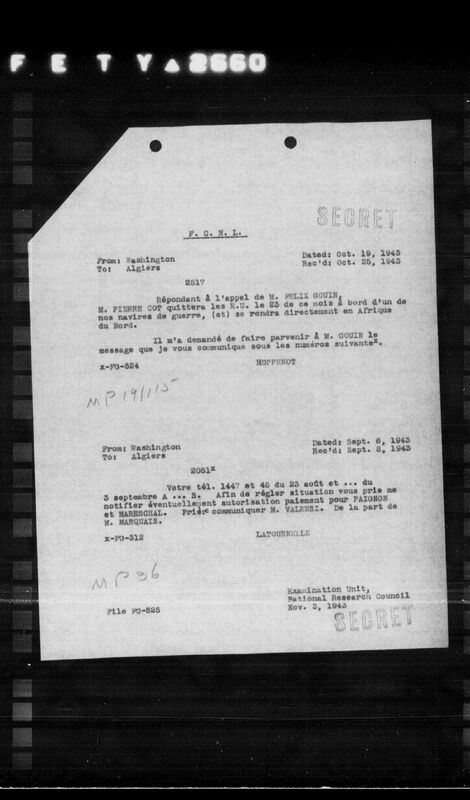 FETY▲2660
SECRET
F. C. N. L.
From: Washington Dated: Oct. 19, 1943
To: Algiers Rec'd: Oct. 25, 1943
2517
Répondant à l'appel de M. FELIX GOUIN,
M. PIERRE COT quittera les E.U. le 23 de ce mois à bord d'un de
nos navires de guerre, (et) se rendra directement en Afrique
du Nord.
Il m'a demandé de faire parvenir à M. GOUIN le
message que je vous communique sous les numéros suivantsx.
x-FG-524 HOPPENOT
MP 19/115
From: Washington Dated: Sept. 6, 1943
To: Algiers Rec'd: Sept. 8, 1943
2051x
Votre tél. 1447 et 48 du 23 août et ... du
3 septembre A ... S. Afin de régler situation vous prie me
notifier éventuellement autorisation paiement pour PAIGNON
et MARESCHAL. Prière communiquer M. VALENSI. De la part de
M. MARQUAIS.
x-FG-312 LATOURNELLE
MP 96
Examination Unit,
National Research Council
File FG-525 Nov. 3, 1943
SECRET